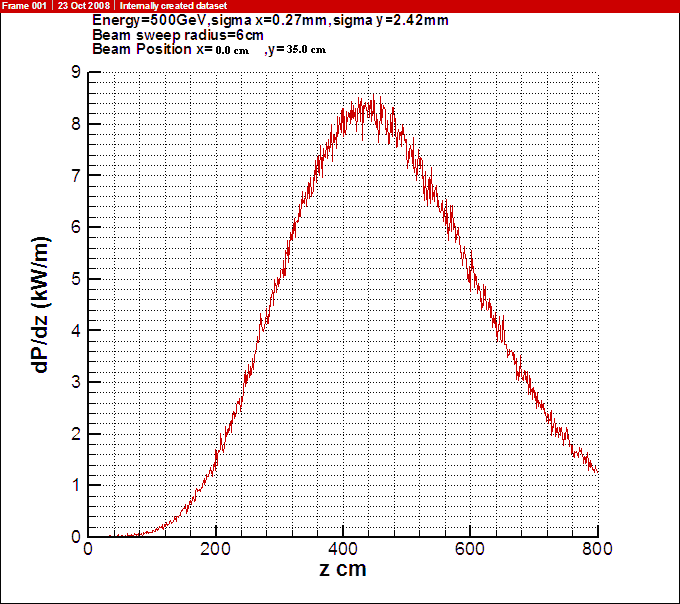 Frame 001 | 23 Oct 2008 | Internally created dataset
Energy=500GeV,sigma x=0.27mm,sigma y=2.42mm
Beam sweep radius=6cm
Beam Position x= 0.0 cm ,y= 35.0 cm
9
8
7
6
5
4
3
2
1
0
dP/dz (kW/m)
0 200 400 600 800
z cm